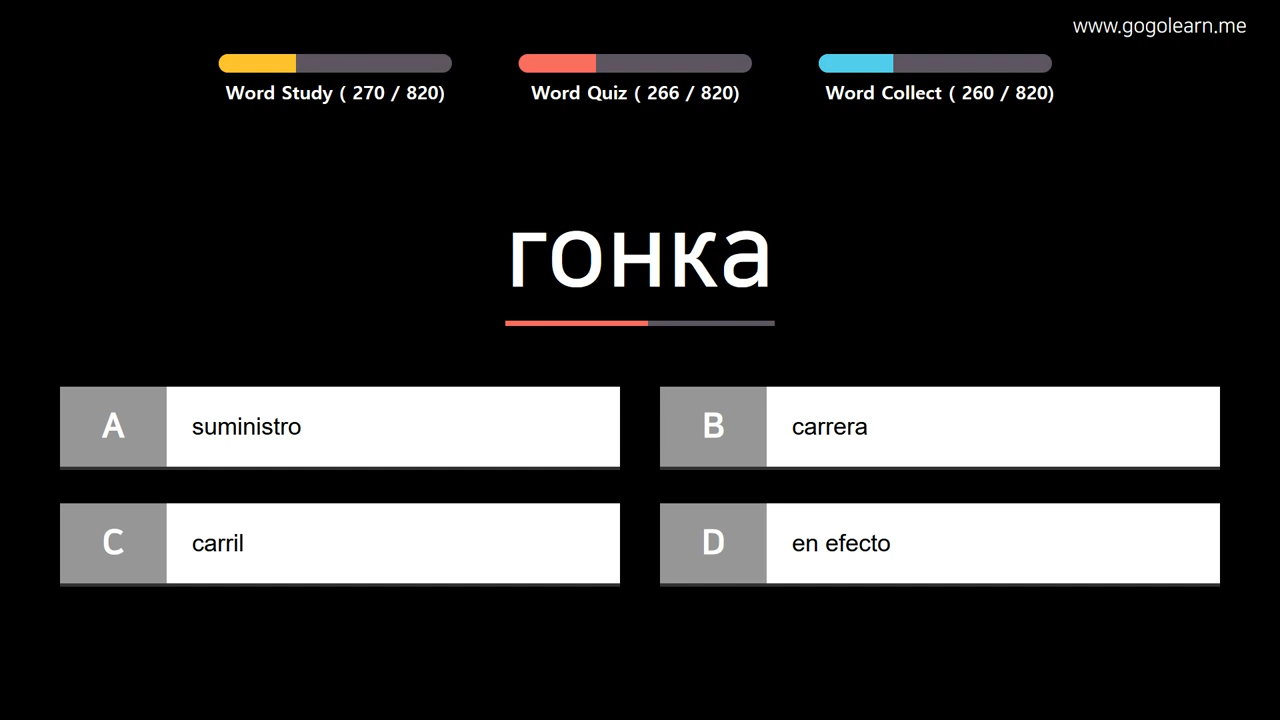 www.gogolearn.me
Word Study ( 270 / 820)
Word Quiz ( 266 / 820)
Word Collect ( 260 / 820)
гонка
A suministro
B carrera
C carril
D en efecto